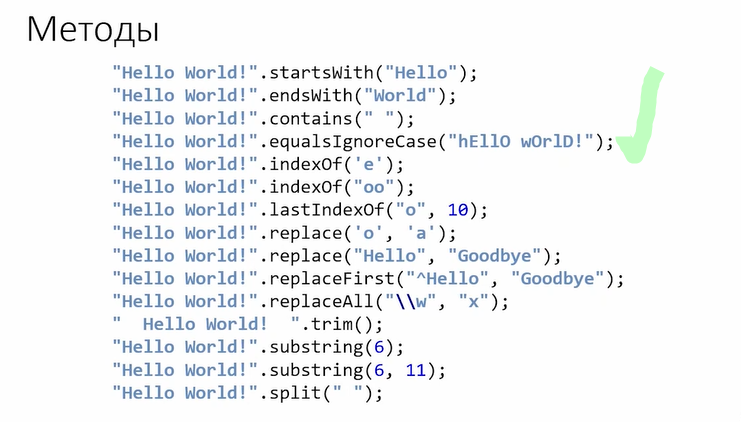 Методы
"Hello World!".startsWith("Hello");
"Hello World!".endsWith("World");
"Hello World!".contains(" ");
"Hello World!".equalsIgnoreCase("hEllO wOrlD!");
"Hello World!".indexOf('e');
"Hello World!".indexOf("oo");
"Hello World!".lastIndexOf("o", 10);
"Hello World!".replace('o', 'a');
"Hello World!".replace("Hello", "Goodbye");
"Hello World!".replaceFirst("^Hello", "Goodbye");
"Hello World!".replaceAll("\\w", "x");
"  Hello World!  ".trim();
"Hello World!".substring(6);
"Hello World!".substring(6, 11);
"Hello World!".split(" ");